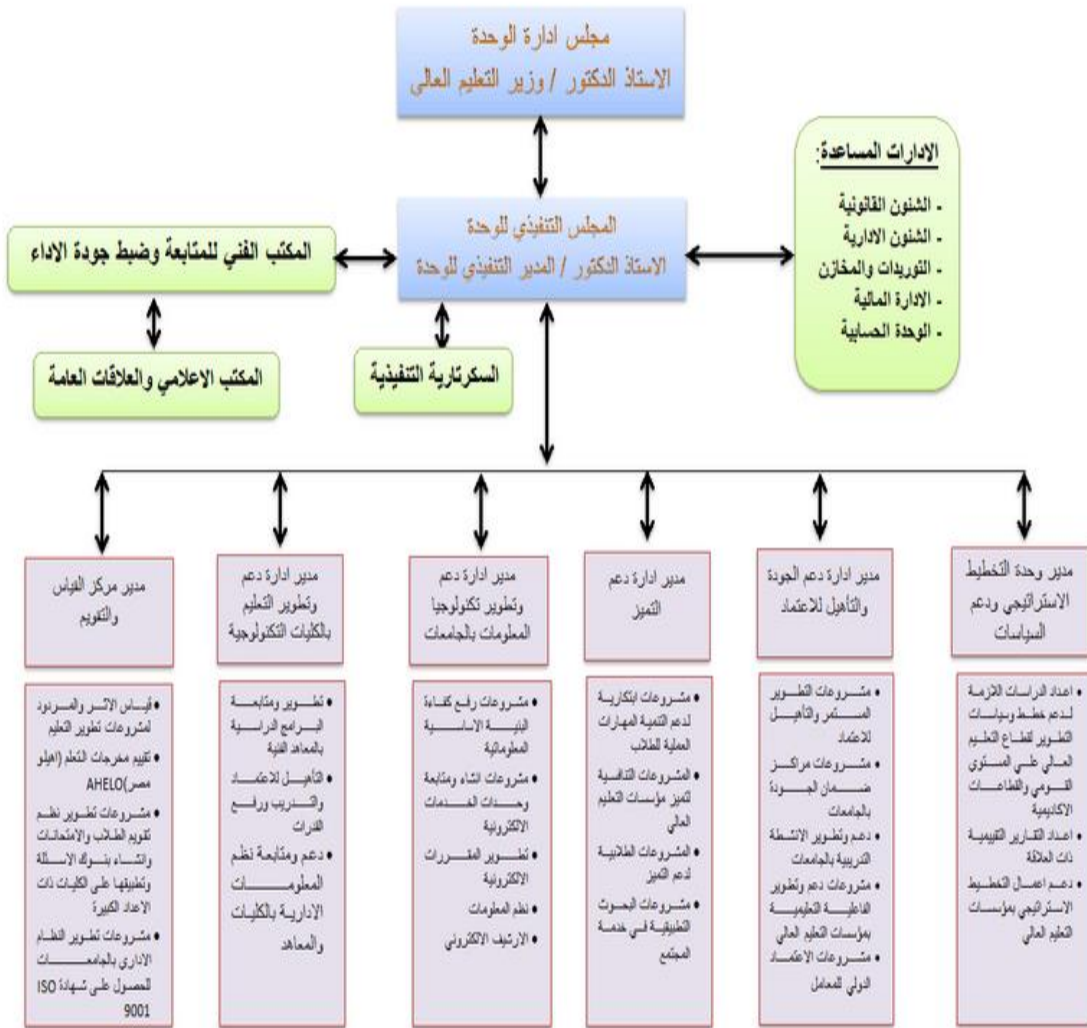 مجلس ادارة الوحدة
الاستاذ الدكتور / وزير التعليم العالى
الادارات المساعدة:
- الشئون القانونية
- الشئون الادارية
- التوريدات والمخازن
- الادارة المالية
- الوحدة الحسابية
المجلس التنفيذي للوحدة
الاستاذ الدكتور / المدير التنفيذي للوحدة
المكتب الفني للمتابعة وضبط جودة الاداء
المكتب الاعلامي والعلاقات العامة
السكرتارية التنفيذية
مدير وحدة التخطيط
الاستراتيجي ودعم
السياسات
مدير ادارة دعم الجودة
والتأهيل للاعتماد
مدير ادارة دعم
التميز
مدير ادارة دعم
وتطوير تكنولوجيا
المعلومات بالجامعات
مدير ادارة دعم
وتطوير التعليم
بالكليات التكنولوجية
مدير مركز القياس
والتقويم
• اعداد الدراسات اللازمة
لدعم خطط وسياسات
التطوير لقطاع التعليم
العالي على المستوي
القومي والقطاعات
الاكاديمية
• اعداد التقارير التقييمية
ذات العلاقة
• دعم اعمال التخطيط
الاستراتيجي بمؤسسات
التعليم العالي
• مشروعات التطوير
المستمر والتأهيل
للاعتماد
• مشروعات مراكز
ضمان الجودة
بالجامعات
• دعم وتطوير الانشطة
التدريبية بالجامعات
• مشروعات دعم وتطوير
الفاعلية التعليمية
بمؤسسات التعليم العالي
• مشروعات الاعتماد
الدولي للمعامل
• مشروعات ابتكارية
لدعم التنمية المهارات
العملية للطلاب
• المشروعات التنافسية
لتميز مؤسسات التعليم
العالي
• المشروعات الطلابية
لدعم التميز
• مشروعات البحوث
التطبيقية في خدمة
المجتمع
• مشروعات رفع كفاءة
البنية الاساسية
المعلوماتية
• مشروعات انشاء ومتابعة
وحدات الخدمات
الالكترونية
• تطوير المقررات
الالكترونية
• نظم المعلومات
• الارشيف الالكتروني
• تطوير ومتابعة
البرامج الدراسية
بالمعاهد الفنية
• التأهيل للاعتماد
والتدريب ورفع
القدرات
• دعم ومتابعة نظم
المعلومات
الادارية بالكليات
والمعاهد
• قياس الاثر والمردود
لمشروعات تطوير التعليم
• تقييم مخرجات التعلم (اهيلو
مصر)AHELO
• مشروعات تطوير نظم
تقويم الطلاب والامتحانات
وانشاء بنوك الاسئلة
وتطبيقها على الكليات ذات
الاعداد الكبيرة
• مشروعات تطوير النظام
الاداري بالجامعات
للحصول على شهادة ISO
9001